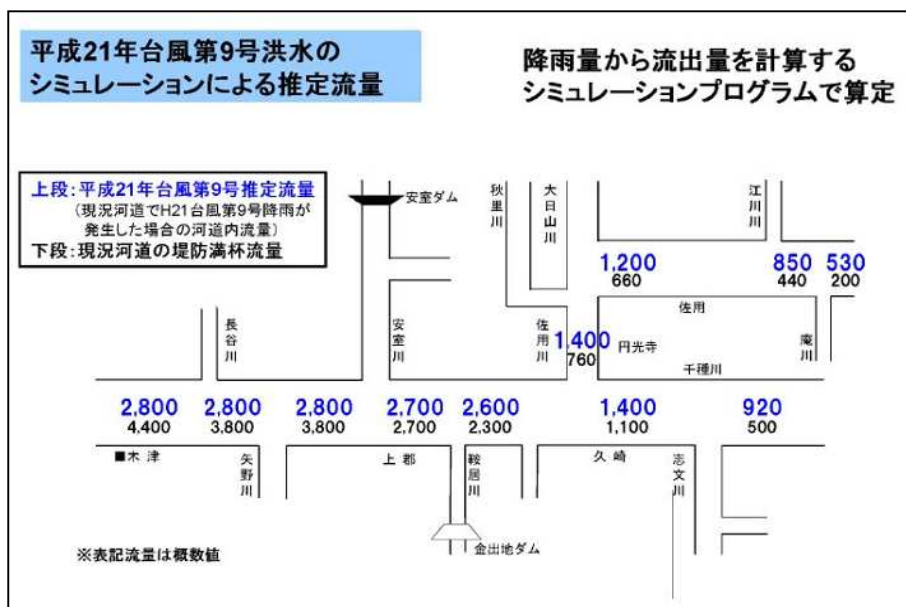 平成21年台風第9号洪水の
シミュレーションによる推定流量
降雨量から流出量を計算する
シミュレーションプログラムで算定
上段:平成21年台風第9号推定流量
(現況河道でH21台風第9号降雨が
発生した場合の河道内流量)
下段:現況河道の堤防満杯流量
安室ダム
秋里川
大日山川
江川川
1,200
660
850
440
530
200
佐用
長谷川
安室川
佐用川
1,400
760
円光寺
庵川
千種川
2,800
4,400
2,800
3,800
2,800
3,800
2,700
2,700
2,600
2,300
1,400
1,100
920
500
■木津
矢野川
上郡
鞍居川
久崎
志文川
金出地ダム
※表記流量は概数値